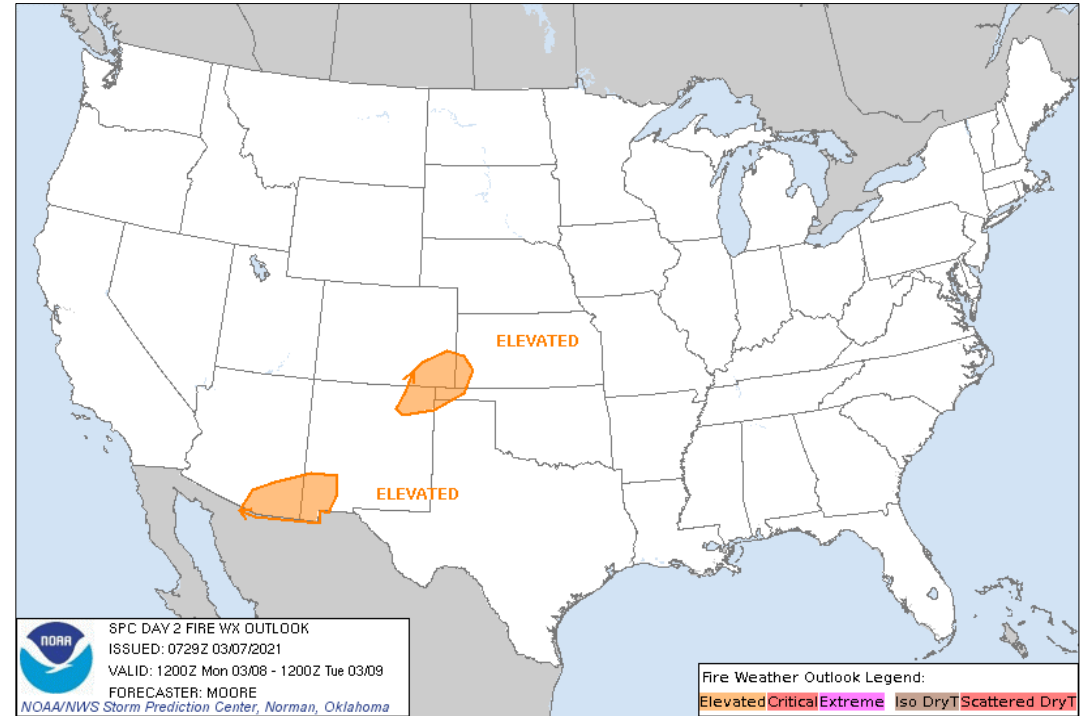 ELEVATED
ELEVATED
NOAA
SPC DAY 2 FIRE WX OUTLOOK
ISSUED: 0729Z 03/07/2021
VALID: 1200Z Mon 03/08 - 1200Z Tue 03/09
FORECASTER: MOORE
NOAA/NWS Storm Prediction Center, Norman, Oklahoma
Fire Weather Outlook Legend:
Elevated Critical Extreme Iso DryT Scattered DryT